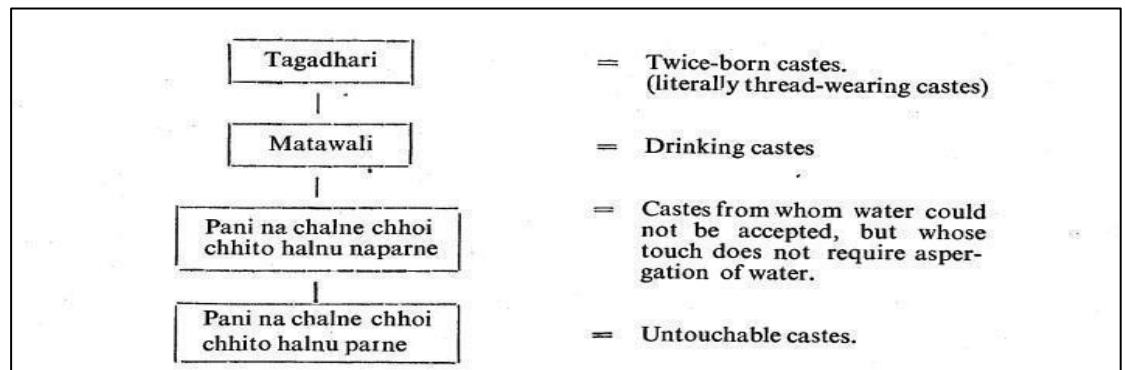 Tagadhari = Twice-born castes.
(literally thread-wearing castes)
Matawali = Drinking castes
Pani na chalne chhoi
chhito halnu naparne
= Castes from whom water could
not be accepted, but whose
touch does not require asper-
gation of water.
Pani na chalne chhoi
chhito halnu parne
= Untouchable castes.